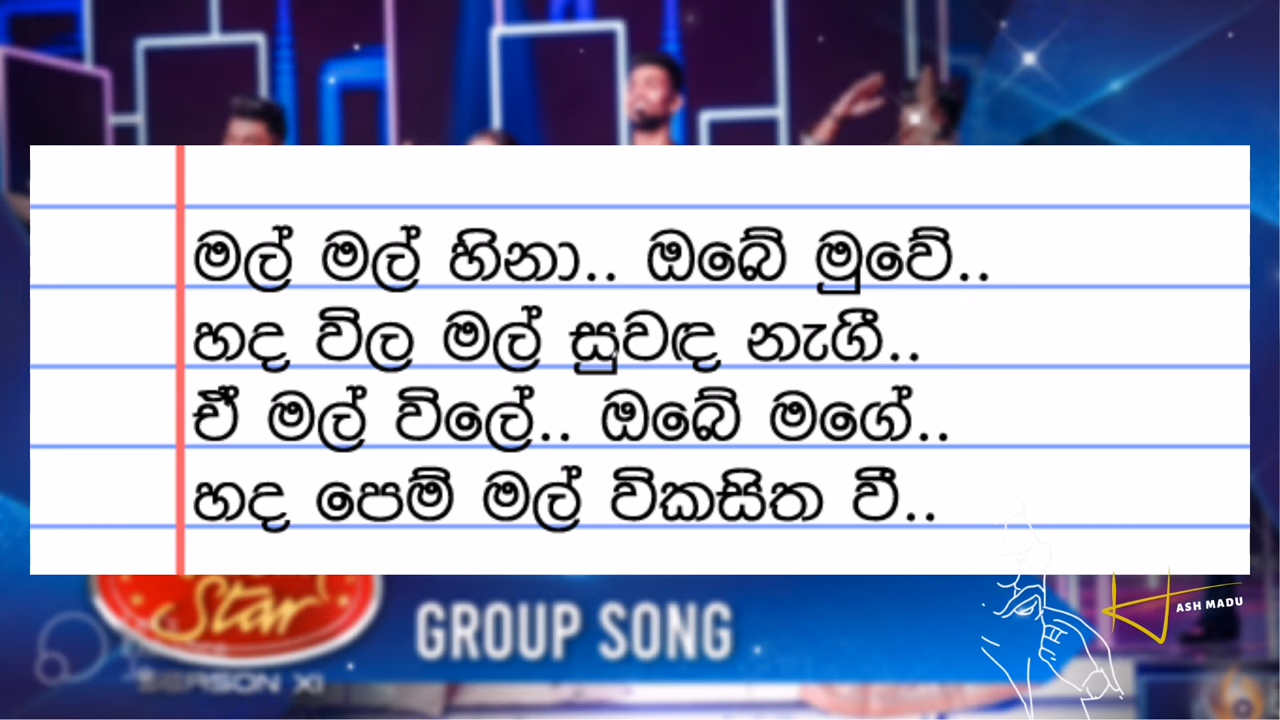 මල් මල් හිනා.. ඔබේ මුවේ..
හද විල මල් සුවඳ නැගී..
ඒ මල් විලේ.. ඔබේ මගේ..
හද පෙම් මල් විකසිත වී..
Star
GROUP SONG
ASH MADU
SEASON XI